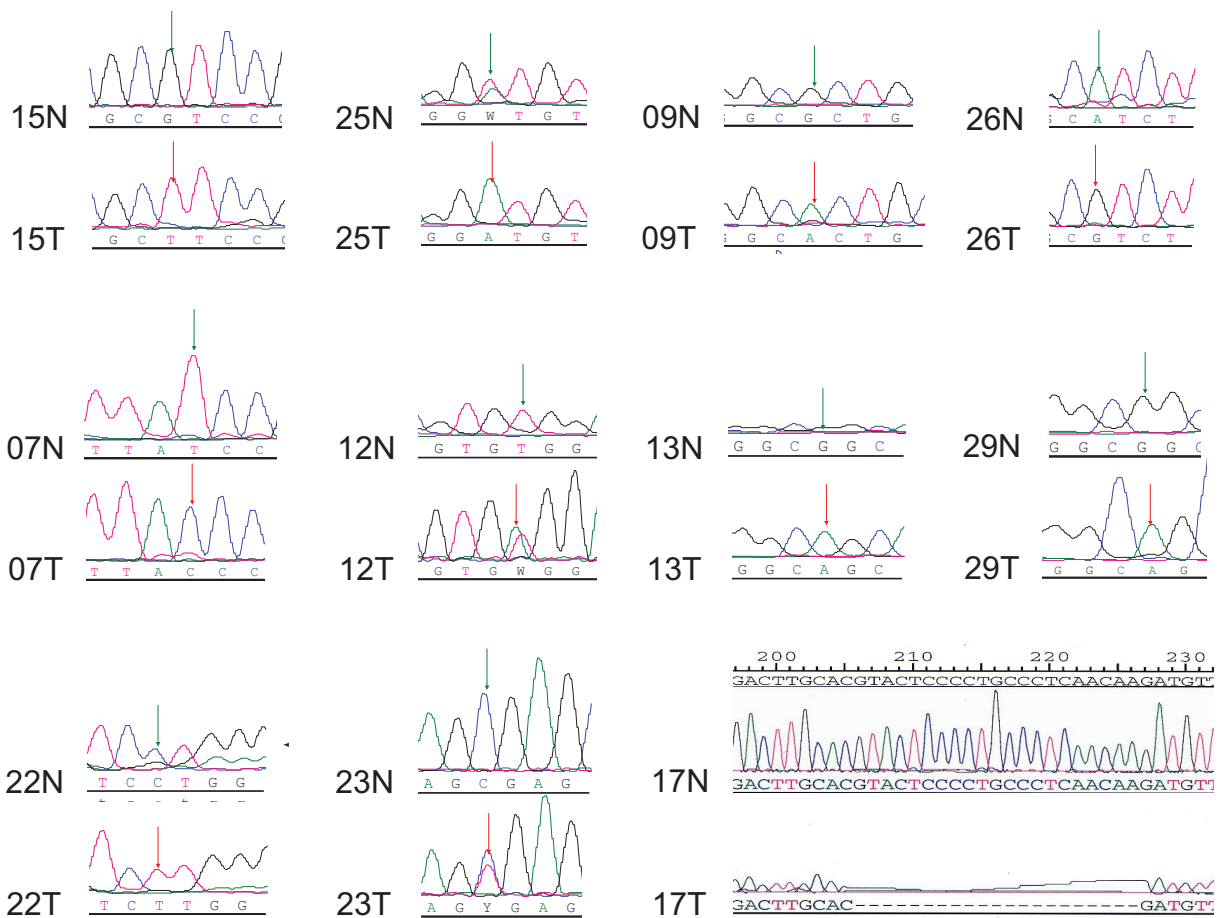 15N
G C G T C C
15T
G C T T C C
25N
G G W T G T
25T
G G A T G T
09N
G C G C T G
09T
G G C A C T G
26N
C A T C T
26T
G C G T C T
07N
T T A T C C
07T
T T A C C C
12N
G T G T G G
12T
G T G W G G
13N
G G C G G C
13T
G G C A G C
29N
G G C G G C
29T
G G C A G
22N
T C C T G G
22T
T C T T G G
23N
A G C G A G
23T
A G Y G A G
17N
200 210 220 230
GACTTGCACGTACTCCCCTGCCCTCAACAAGATGTT
GACTTGCACGTACTCCCCTGCCCTCAACAAGATGTT
17T
GACTTGCAC---------------------GATGTT